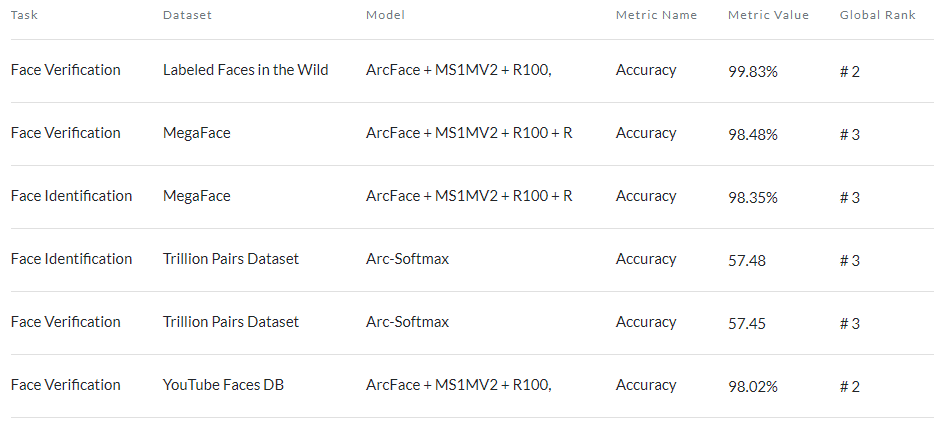 Task Dataset Model Metric Name Metric Value Global Rank
Face Verification Labeled Faces in the Wild ArcFace + MS1MV2 + R100, Accuracy 99.83% # 2
Face Verification MegaFace ArcFace + MS1MV2 + R100 + R Accuracy 98.48% # 3
Face Identification MegaFace ArcFace + MS1MV2 + R100 + R Accuracy 98.35% # 3
Face Identification Trillion Pairs Dataset Arc-Softmax Accuracy 57.48 # 3
Face Verification Trillion Pairs Dataset Arc-Softmax Accuracy 57.45 # 3
Face Verification YouTube Faces DB ArcFace + MS1MV2 + R100, Accuracy 98.02% # 2